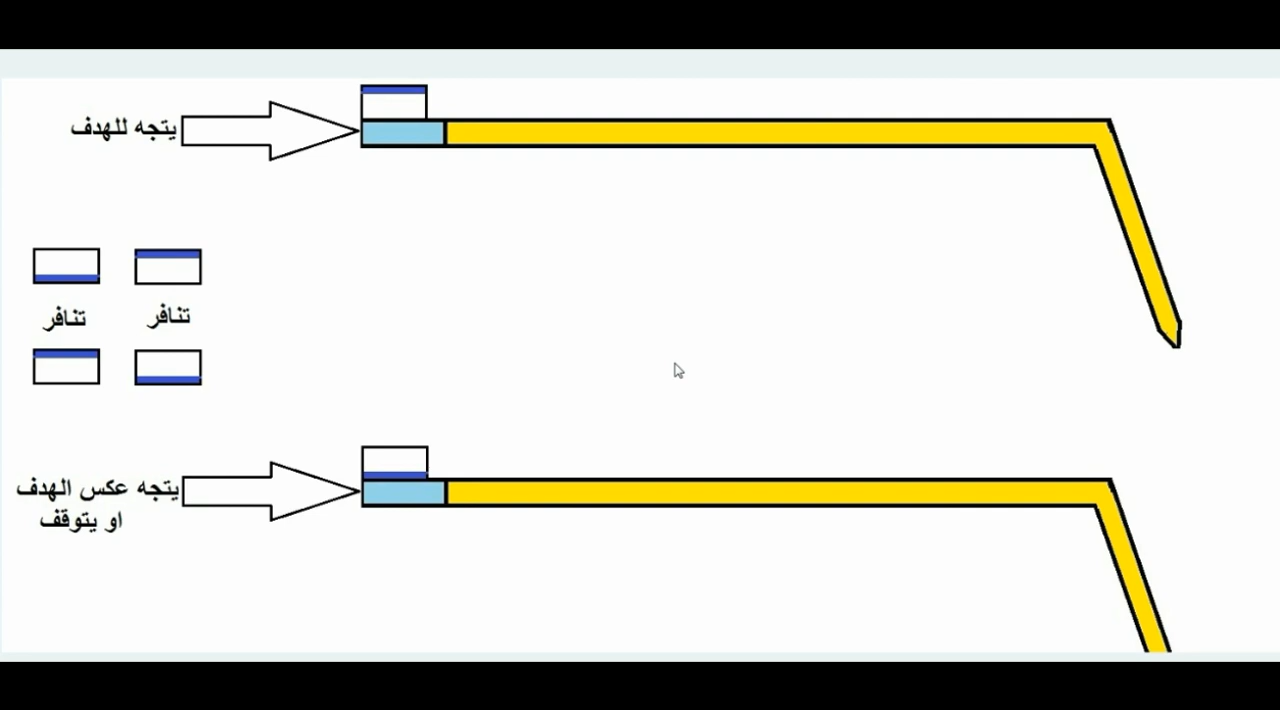 يتجه للهدف
تنافر تنافر
يتجه عكس الهدف
او يتوقف